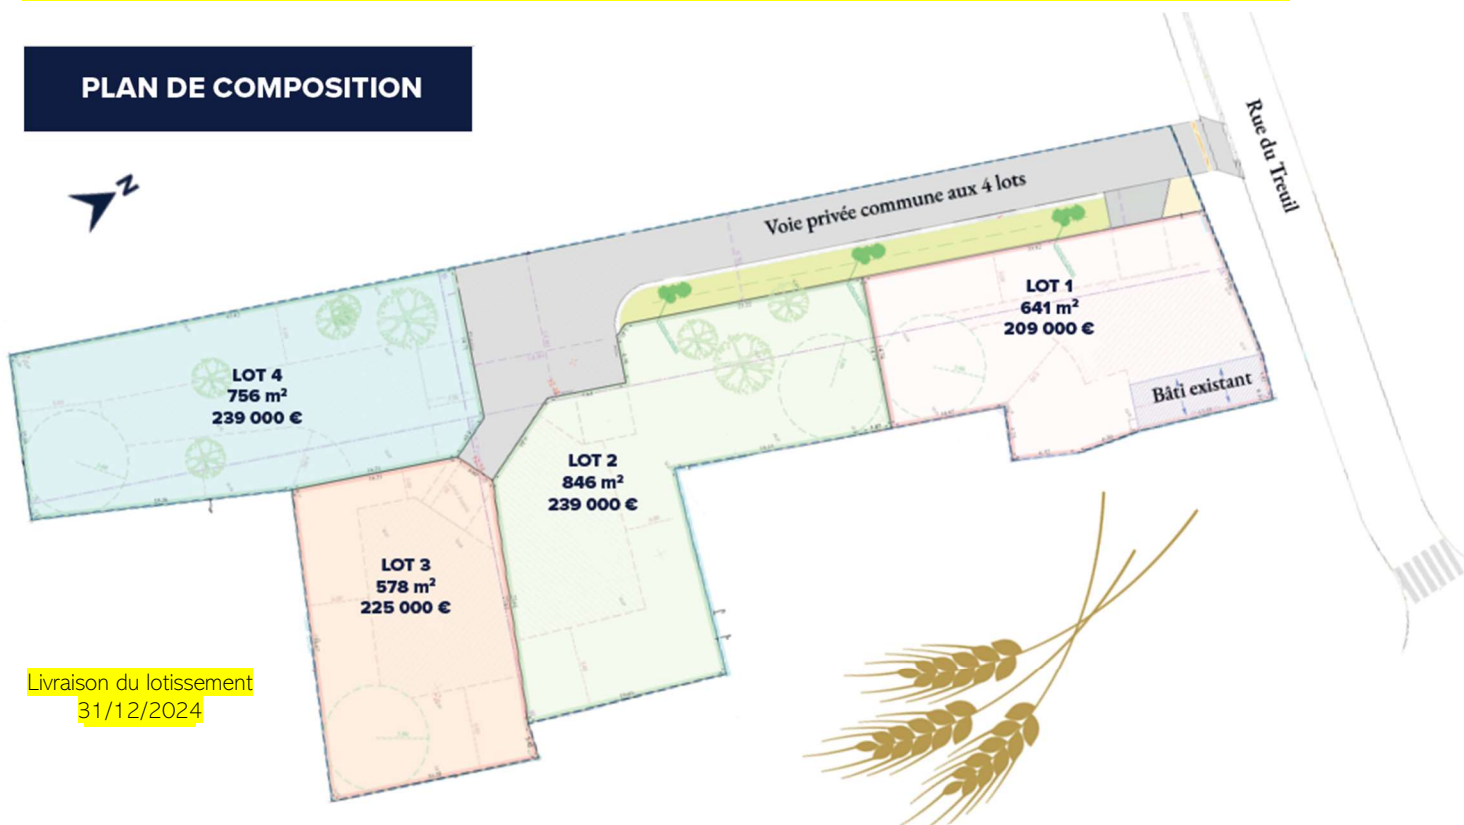 PLAN DE COMPOSITION
N
Rue du Treuil
Voie privée commune aux 4 lots
LOT 1
641 m²
209 000 €
Bâti existant
LOT 4
756 m²
239 000 €
LOT 2
846 m²
239 000 €
LOT 3
578 m²
225 000 €
Livraison du lotissement
31/12/2024